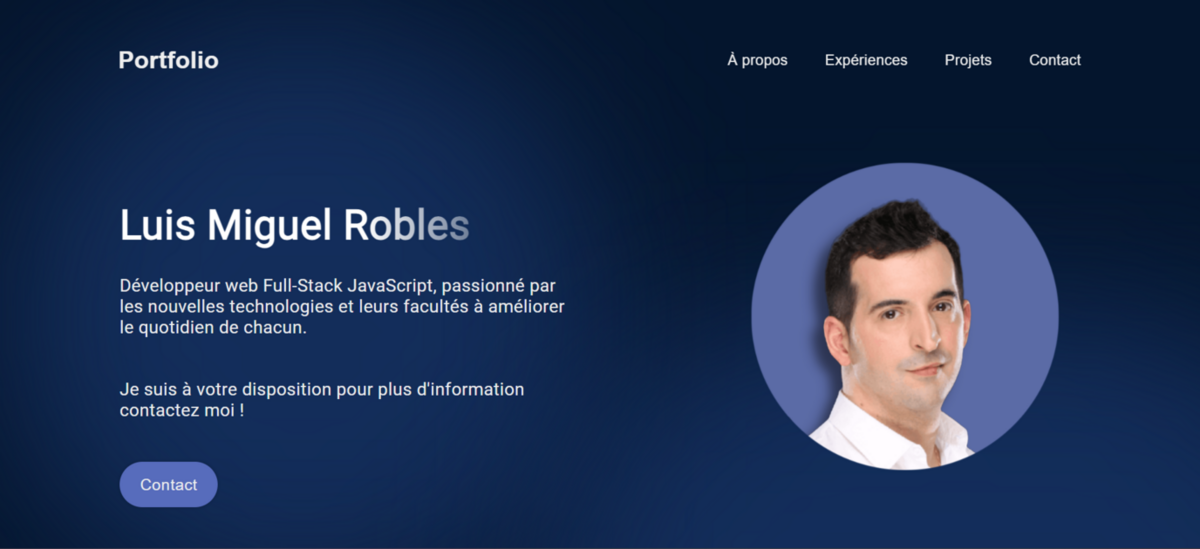 Portfolio
À propos
Expériences
Projets
Contact
Luis Miguel Robles
Développeur web Full-Stack JavaScript, passionné par
les nouvelles technologies et leurs facultés à améliorer
le quotidien de chacun.
Je suis à votre disposition pour plus d'information
contactez moi !
Contact